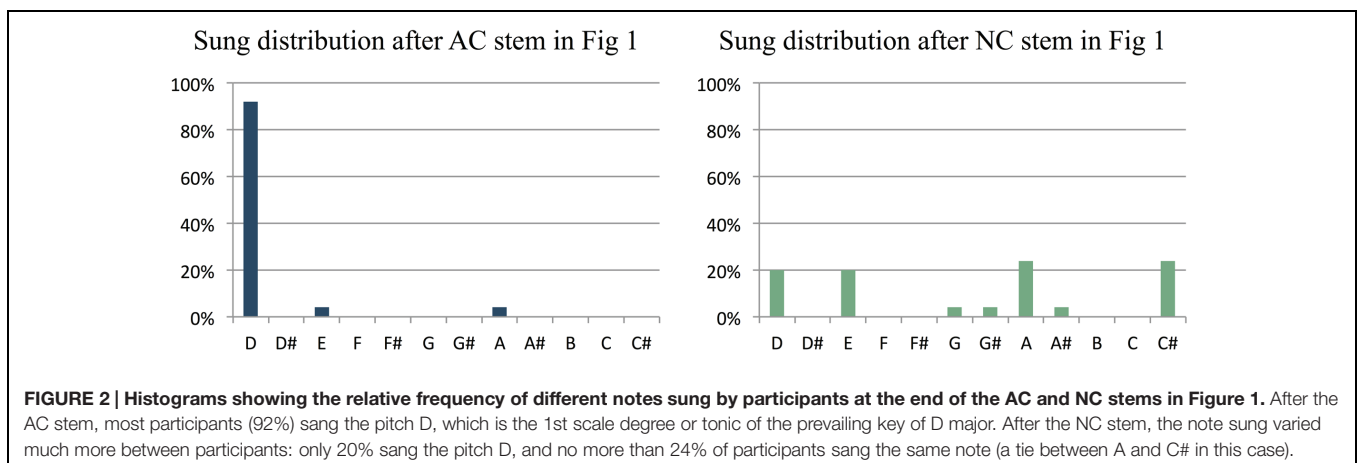 Sung distribution after AC stem in Fig 1
100%
80%
60%
40%
20%
0%
D D# E F F# G G# A A# B C C#
Sung distribution after NC stem in Fig 1
100%
80%
60%
40%
20%
0%
D D# E F F# G G# A A# B C C#
FIGURE 2 | Histograms showing the relative frequency of different notes sung by participants at the end of the AC and NC stems in Figure 1. After the
AC stem, most participants (92%) sang the pitch D, which is the 1st scale degree or tonic of the prevailing key of D major. After the NC stem, the note sung varied
much more between participants: only 20% sang the pitch D, and no more than 24% of participants sang the same note (a tie between A and C# in this case).